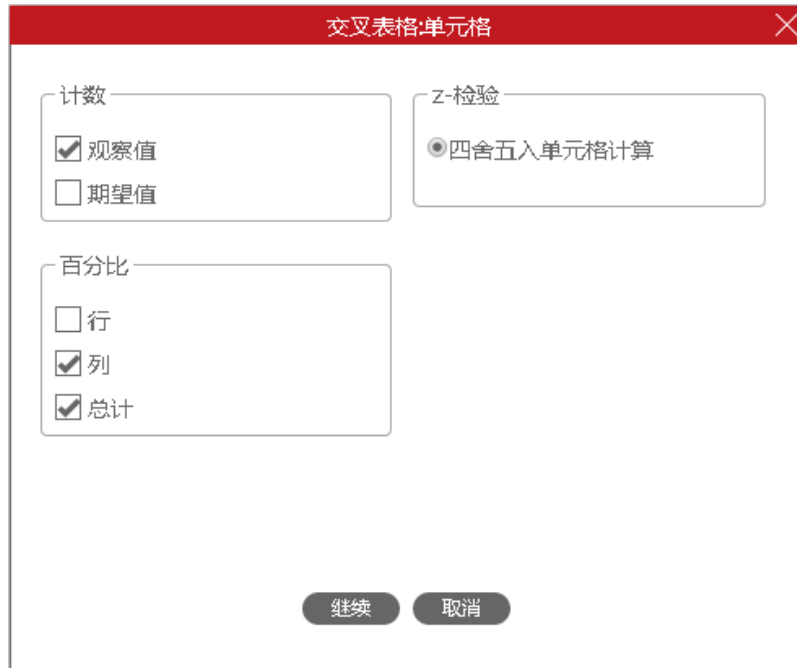 交叉表格:单元格
计数
观察值
期望值
z-检验
四舍五入单元格计算
百分比
行
列
总计
继续
取消